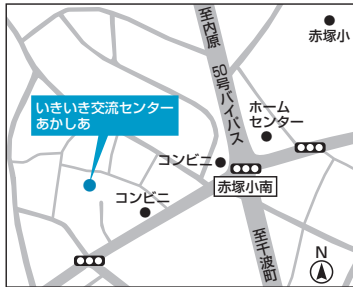 至内原
赤塚小
50号バイパス
いきいき交流センター
あかしあ
ホーム
センター
コンビニ
赤塚小南
コンビニ
至千波町
N